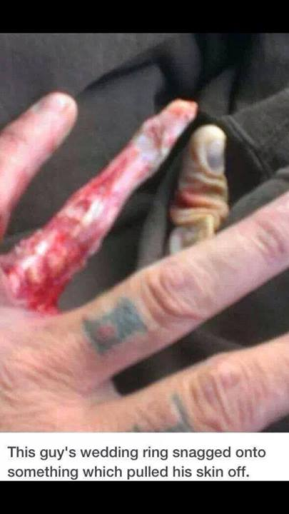 This guy's wedding ring snagged onto
something which pulled his skin off.